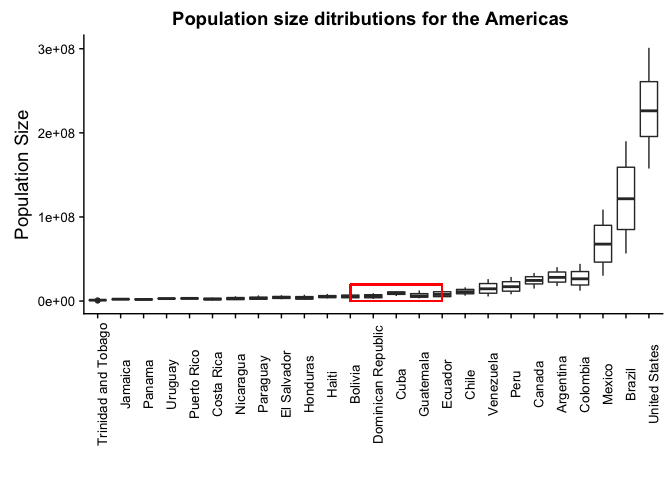 Population size ditributions for the Americas
Population Size
3e+08
2e+08
1e+08
0e+00
Trinidad and Tobago
Jamaica
Panama
Uruguay
Puerto Rico
Costa Rica
Nicaragua
Paraguay
El Salvador
Honduras
Haiti
Bolivia
Dominican Republic
Cuba
Guatemala
Ecuador
Chile
Venezuela
Peru
Canada
Argentina
Colombia
Mexico
Brazil
United States